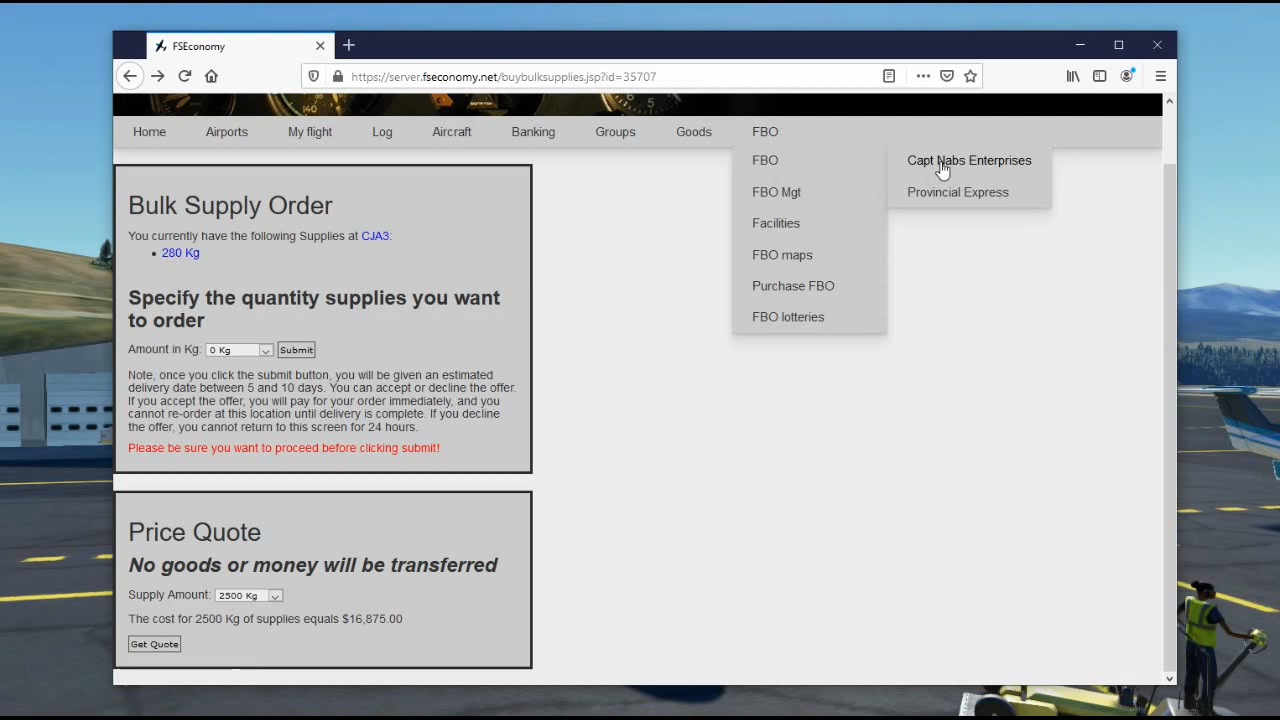 FSEconomy
https://server.fseconomy.net/buybulksupplies.jsp?id=35707
140
5
Home Airports My flight Log Aircraft Banking Groups Goods FBO
FBO
FBO Mgt
Facilities
FBO maps
Purchase FBO
FBO lotteries
Capt Nabs Enterprises
Provincial Express
Bulk Supply Order
You currently have the following Supplies at CJA3:
• 280 Kg
Specify the quantity supplies you want
to order
Amount in Kg: 0 Kg Submit
Note, once you click the submit button, you will be given an estimated
delivery date between 5 and 10 days. You can accept or decline the offer.
If you accept the offer, you will pay for your order immediately, and you
cannot re-order at this location until delivery is complete. If you decline
the offer, you cannot return to this screen for 24 hours.
Please be sure you want to proceed before clicking submit!
Price Quote
No goods or money will be transferred
Supply Amount: 2500 Kg
The cost for 2500 Kg of supplies equals $16,875.00
Get Quote